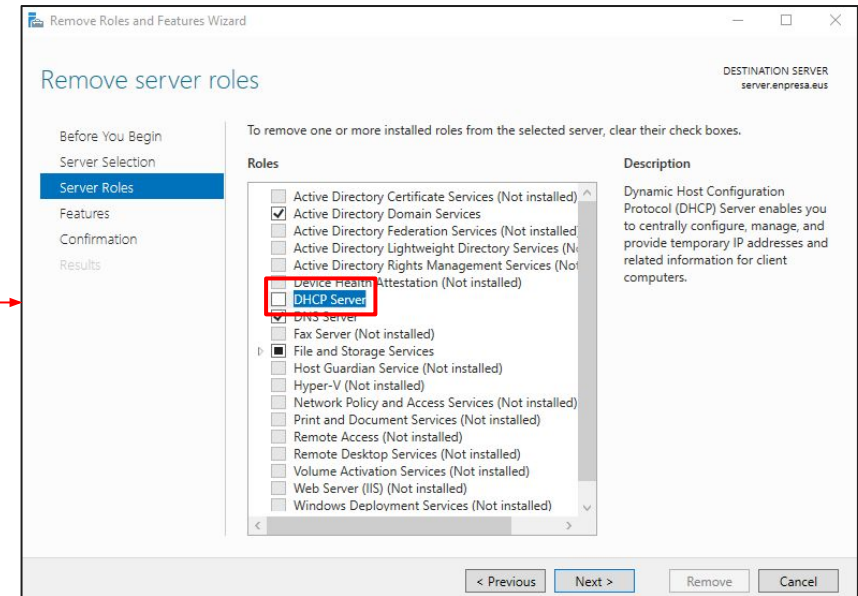 Remove Roles and Features Wizard
Remove server roles
DESTINATION SERVER
server.enpresa.eus
Before You Begin
Server Selection
Server Roles
Features
Confirmation
Results
To remove one or more installed roles from the selected server, clear their check boxes.
Roles
Active Directory Certificate Services (Not installed)
Active Directory Domain Services
Active Directory Federation Services (Not installed
Active Directory Lightweight Directory Services (No
Active Directory Rights Management Services (Not
Device Health Attestation (Not installed)
DHCP Server
DNS Server
Fax Server (Not installed)
File and Storage Services
Host Guardian Service (Not installed)
Hyper-V (Not installed)
Network Policy and Access Services (Not installed)
Print and Document Services (Not installed)
Remote Access (Not installed)
Remote Desktop Services (Not installed)
Volume Activation Services (Not installed)
Web Server (IIS) (Not installed)
Windows Deployment Services (Not installed)
Description
Dynamic Host Configuration
Protocol (DHCP) Server enables you
to centrally configure, manage, and
provide temporary IP addresses and
related information for client
computers.
< Previous
Next >
Remove
Cancel